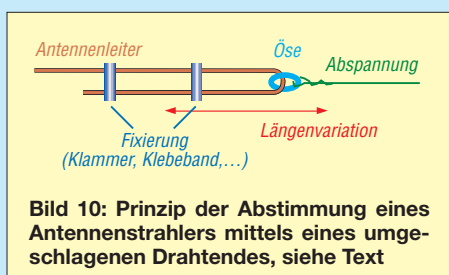 Antennenleiter
Öse
Abspannung
Fixierung
(Klammer, Klebeband,...)
Längenvariation
Bild 10: Prinzip der Abstimmung eines
Antennenstrahlers mittels eines umge-
schlagenen Drahtendes, siehe Text